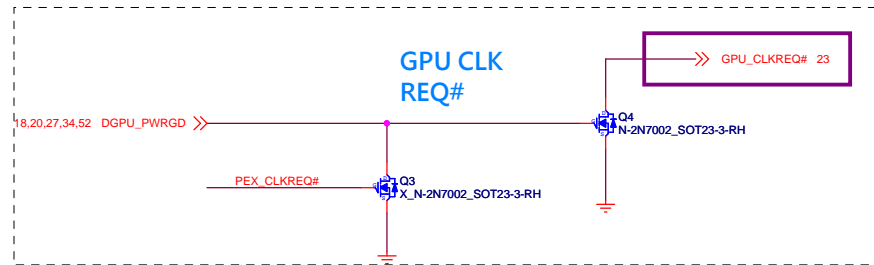 GPU CLK
REQ#
GPU_CLKREQ# 23
18,20,27,34,52 DGPU_PWRGD
Q4
N-2N7002_SOT23-3-RH
PEX_CLKREQ#
Q3
X_N-2N7002_SOT23-3-RH